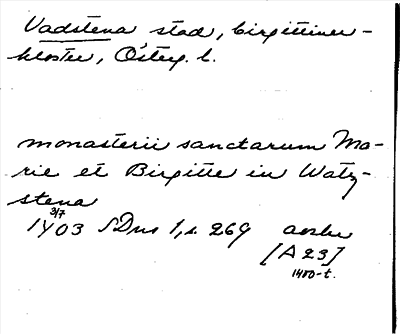 Vadstena stad, birgittiner-
kloster, Österg. l.
monasterii sanctarum Ma-
rie et Birgitte in Watz-
stena
3/7
1403 SDns 1, s. 269 avskr
[A 23]
1400-t.